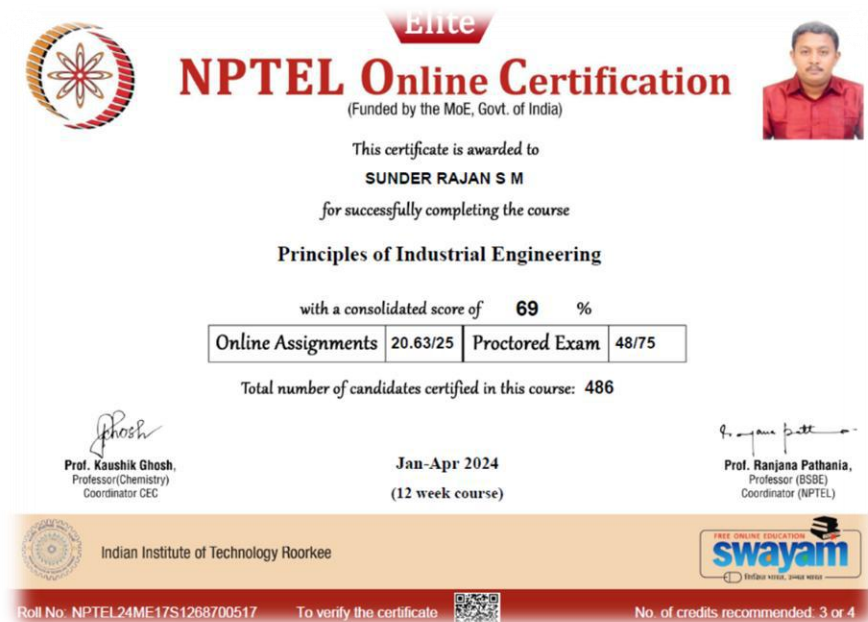 Elite
NPTEL Online Certification
(Funded by the MoE, Govt. of India)
This certificate is awarded to
SUNDER RAJAN S M
for successfully completing the course
Principles of Industrial Engineering
with a consolidated score of 69 %
Online Assignments 20.63/25 Proctored Exam 48/75
Total number of candidates certified in this course: 486
Prof. Kaushik Ghosh,
Professor(Chemistry)
Coordinator CEC
Jan-Apr 2024
(12 week course)
Prof. Ranjana Pathania,
Professor (BSBE)
Coordinator (NPTEL)
Indian Institute of Technology Roorkee
FREE ONLINE EDUCATION
swayam
शिक्षित भारत, उन्नत भारत
Roll No: NPTEL24ME17S1268700517 To verify the certificate No. of credits recommended: 3 or 4